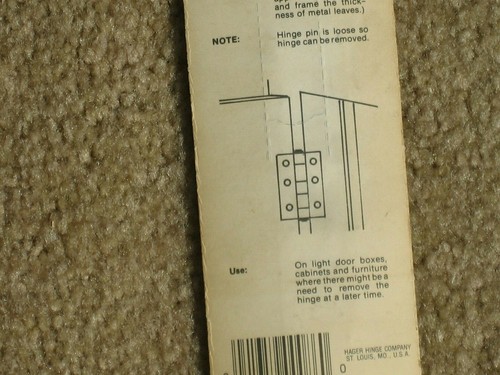 and frame the thick-
ness of metal leaves.)
NOTE: Hinge pin is loose so
hinge can be removed.
Use: On light door boxes,
cabinets and furniture
where there might be a
need to remove the
hinge at a later time.
HAGER HINGE COMPANY
ST. LOUIS, MO., U.S.A.
0